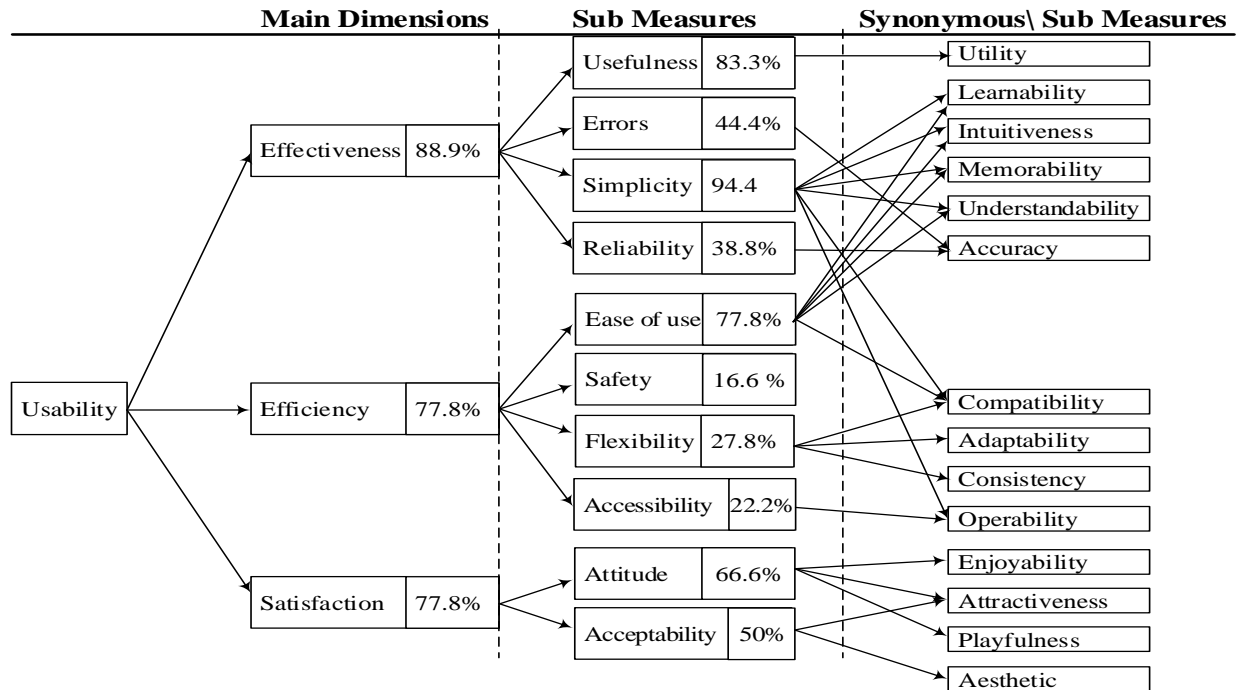 Main Dimensions
Sub Measures
Synonymous\ Sub Measures
Usability
Effectiveness 88.9%
Efficiency 77.8%
Satisfaction 77.8%
Usefulness 83.3%
Errors 44.4%
Simplicity 94.4
Reliability 38.8%
Ease of use 77.8%
Safety 16.6 %
Flexibility 27.8%
Accessibility 22.2%
Attitude 66.6%
Acceptability 50%
Utility
Learnability
Intuitiveness
Memorability
Understandability
Accuracy
Compatibility
Adaptability
Consistency
Operability
Enjoyability
Attractiveness
Playfulness
Aesthetic